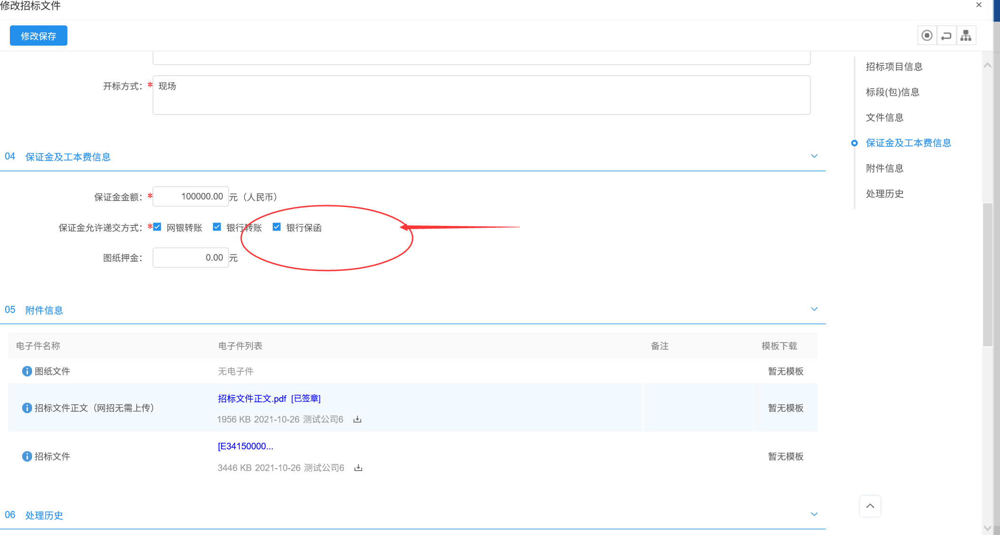 修改招标文件
修改保存
开标方式： * 现场
招标项目信息
标段(包)信息
文件信息
保证金及工本费信息
附件信息
处理历史
04 保证金及工本费信息
保证金金额： * 100000.00 元（人民币）
保证金允许递交方式： * 网银转账 银行转账 银行保函
图纸押金： 0.00 元
05 附件信息
电子件名称 电子件列表 备注 模板下载
图纸文件 无电子件 暂无模板
招标文件正文.pdf [已签章]
招标文件正文（网招无需上传） 暂无模板
1956 KB 2021-10-26 测试公司6
[E34150000...
招标文件 暂无模板
3446 KB 2021-10-26 测试公司6
06 处理历史